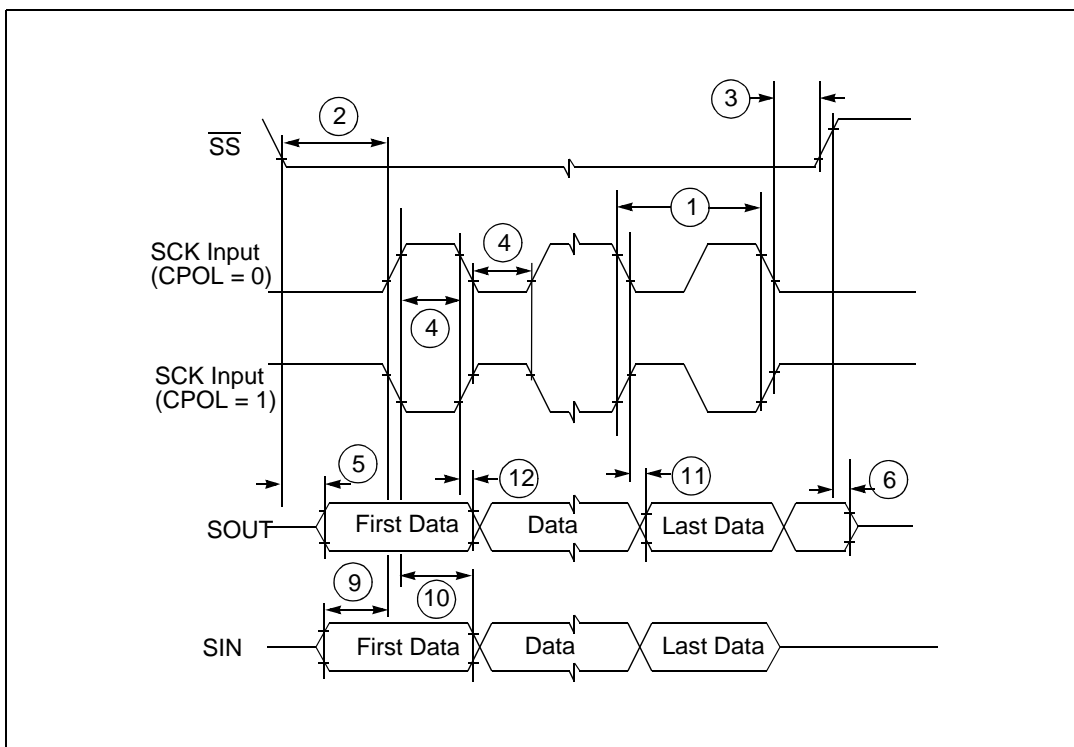 3
2
SS
1
SCK Input
(CPOL = 0)
4
4
SCK Input
(CPOL = 1)
5
12
11
6
SOUT
First Data
Data
Last Data
9
10
SIN
First Data
Data
Last Data